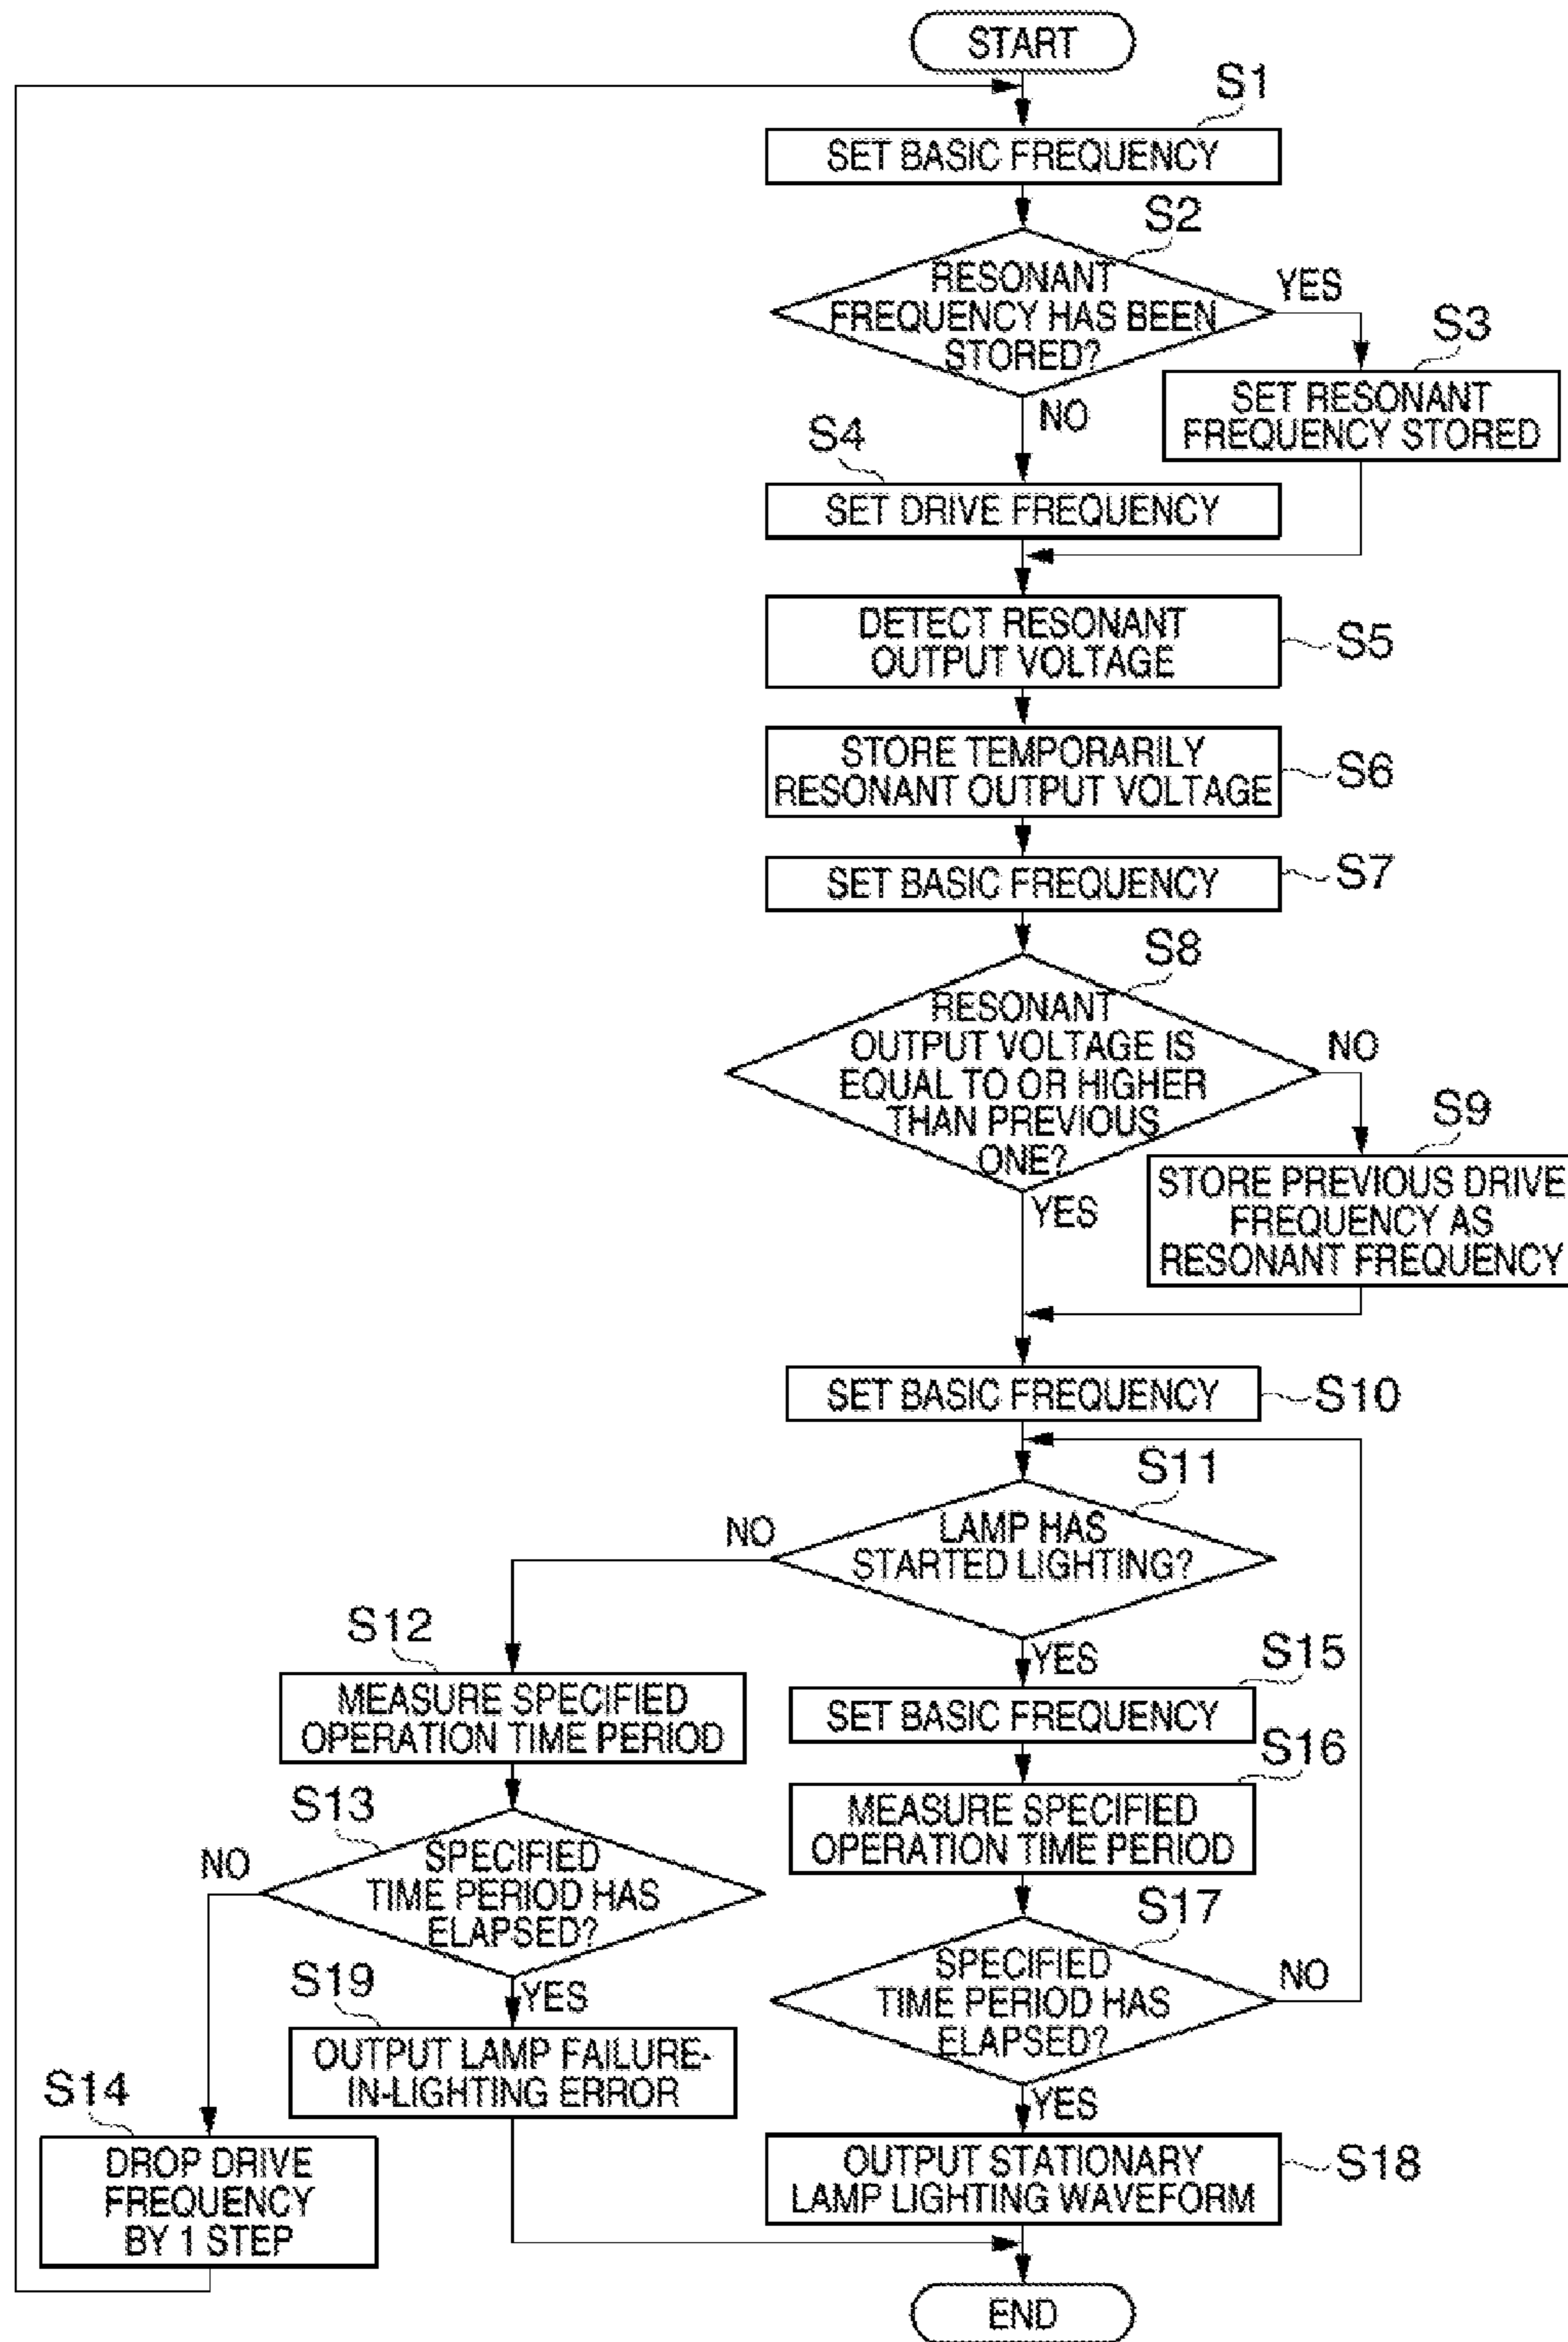 START
S1
SET BASIC FREQUENCY
S2
RESONANT
FREQUENCY HAS BEEN
STORED?
YES
NO
S3
SET RESONANT
FREQUENCY STORED
S4
SET DRIVE FREQUENCY
DETECT RESONANT
OUTPUT VOLTAGE
S5
STORE TEMPORARILY
RESONANT OUTPUT VOLTAGE
S6
SET BASIC FREQUENCY
S7
S8
RESONANT
OUTPUT VOLTAGE IS
EQUAL TO OR HIGHER
THAN PREVIOUS
ONE?
NO
YES
S9
STORE PREVIOUS DRIVE
FREQUENCY AS
RESONANT FREQUENCY
SET BASIC FREQUENCY
S10
S11
LAMP HAS
STARTED LIGHTING?
NO
YES
S12
MEASURE SPECIFIED
OPERATION TIME PERIOD
S13
SPECIFIED
TIME PERIOD HAS
ELAPSED?
NO
YES
S14
DROP DRIVE
FREQUENCY
BY 1 STEP
S19
OUTPUT LAMP FAILURE-
IN-LIGHTING ERROR
S15
SET BASIC FREQUENCY
S16
MEASURE SPECIFIED
OPERATION TIME PERIOD
S17
SPECIFIED
TIME PERIOD HAS
ELAPSED?
NO
YES
OUTPUT STATIONARY
LAMP LIGHTING WAVEFORM
S18
END